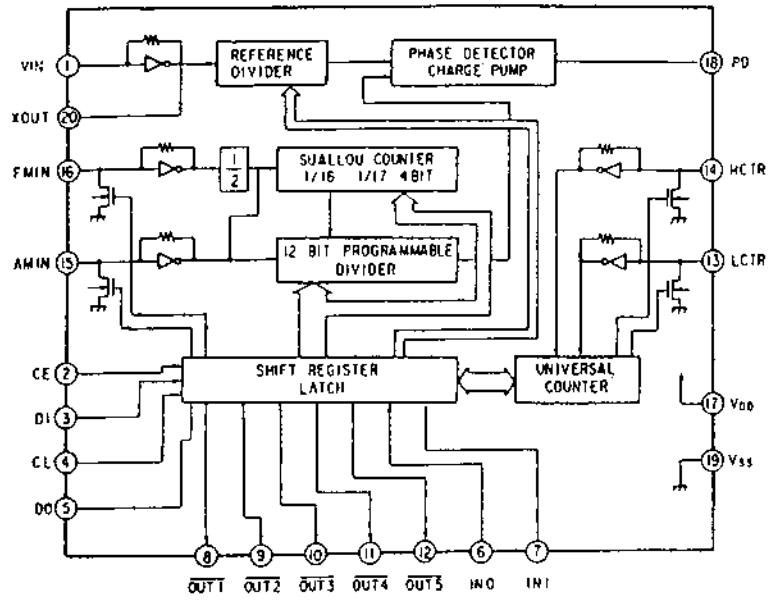 VIN 1
REFERENCE
DIVIDER
PHASE DETECTOR
CHARGE PUMP
18 PD
XOUT 20
FMIN 16
1
2
SUALLOU COUNTER
1/16 1/17 4BIT
14 HCTR
AMIN 15
12 BIT PROGRAMMABLE
DIVIDER
13 LCTR
CE 2
SHIFT REGISTER
LATCH
UNIVERSAL
COUNTER
DI 3
17 VDD
CL 4
19 VSS
DO 5
8 9 10 11 12 6 7
OUT1 OUT2 OUT3 OUT4 OUT5 IN0 IN1